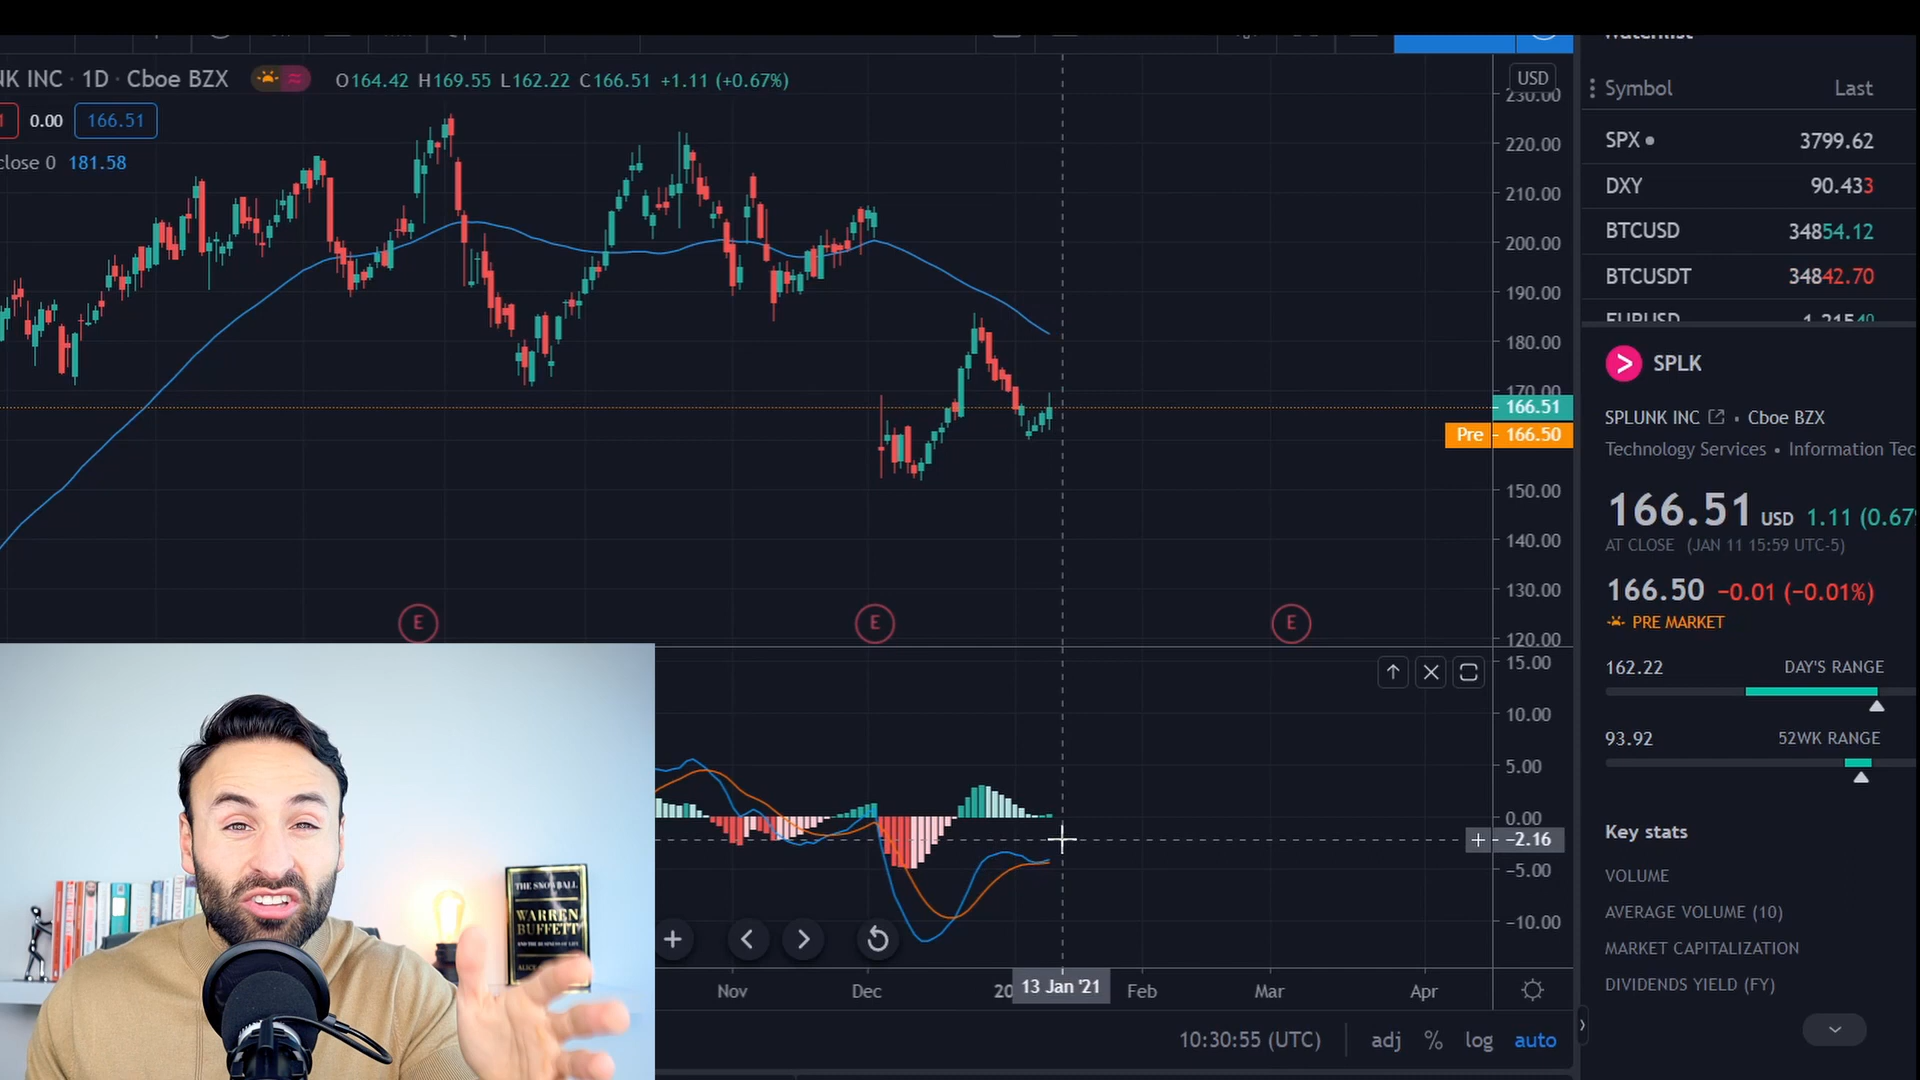 NK INC · 1D · Cboe BZX
O164.42 H169.55 L162.22 C166.51 +1.11 (+0.67%)
0.00 166.51
close 0 181.58
USD
230.00
220.00
210.00
200.00
190.00
180.00
170.00
166.51
Pre 166.50
150.00
140.00
130.00
120.00
E
E
E
15.00
10.00
5.00
0.00
−2.16
−5.00
−10.00
Nov
Dec
20
13 Jan '21
Feb
Mar
Apr
10:30:55 (UTC)
adj % log auto
Watchlist
Symbol Last
SPX 3799.62
DXY 90.433
BTCUSD 34854.12
BTCUSDT 34842.70
EURUSD 1.21540
SPLK
SPLUNK INC · Cboe BZX
Technology Services • Information Tec
166.51 USD 1.11 (0.67
AT CLOSE (JAN 11 15:59 UTC-5)
166.50 −0.01 (−0.01%)
PRE MARKET
162.22 DAY'S RANGE
93.92 52WK RANGE
Key stats
VOLUME
AVERAGE VOLUME (10)
MARKET CAPITALIZATION
DIVIDENDS YIELD (FY)
THE SNOWBALL
WARREN
BUFFETT
AND THE BUSINESS OF LIFE
ALICE